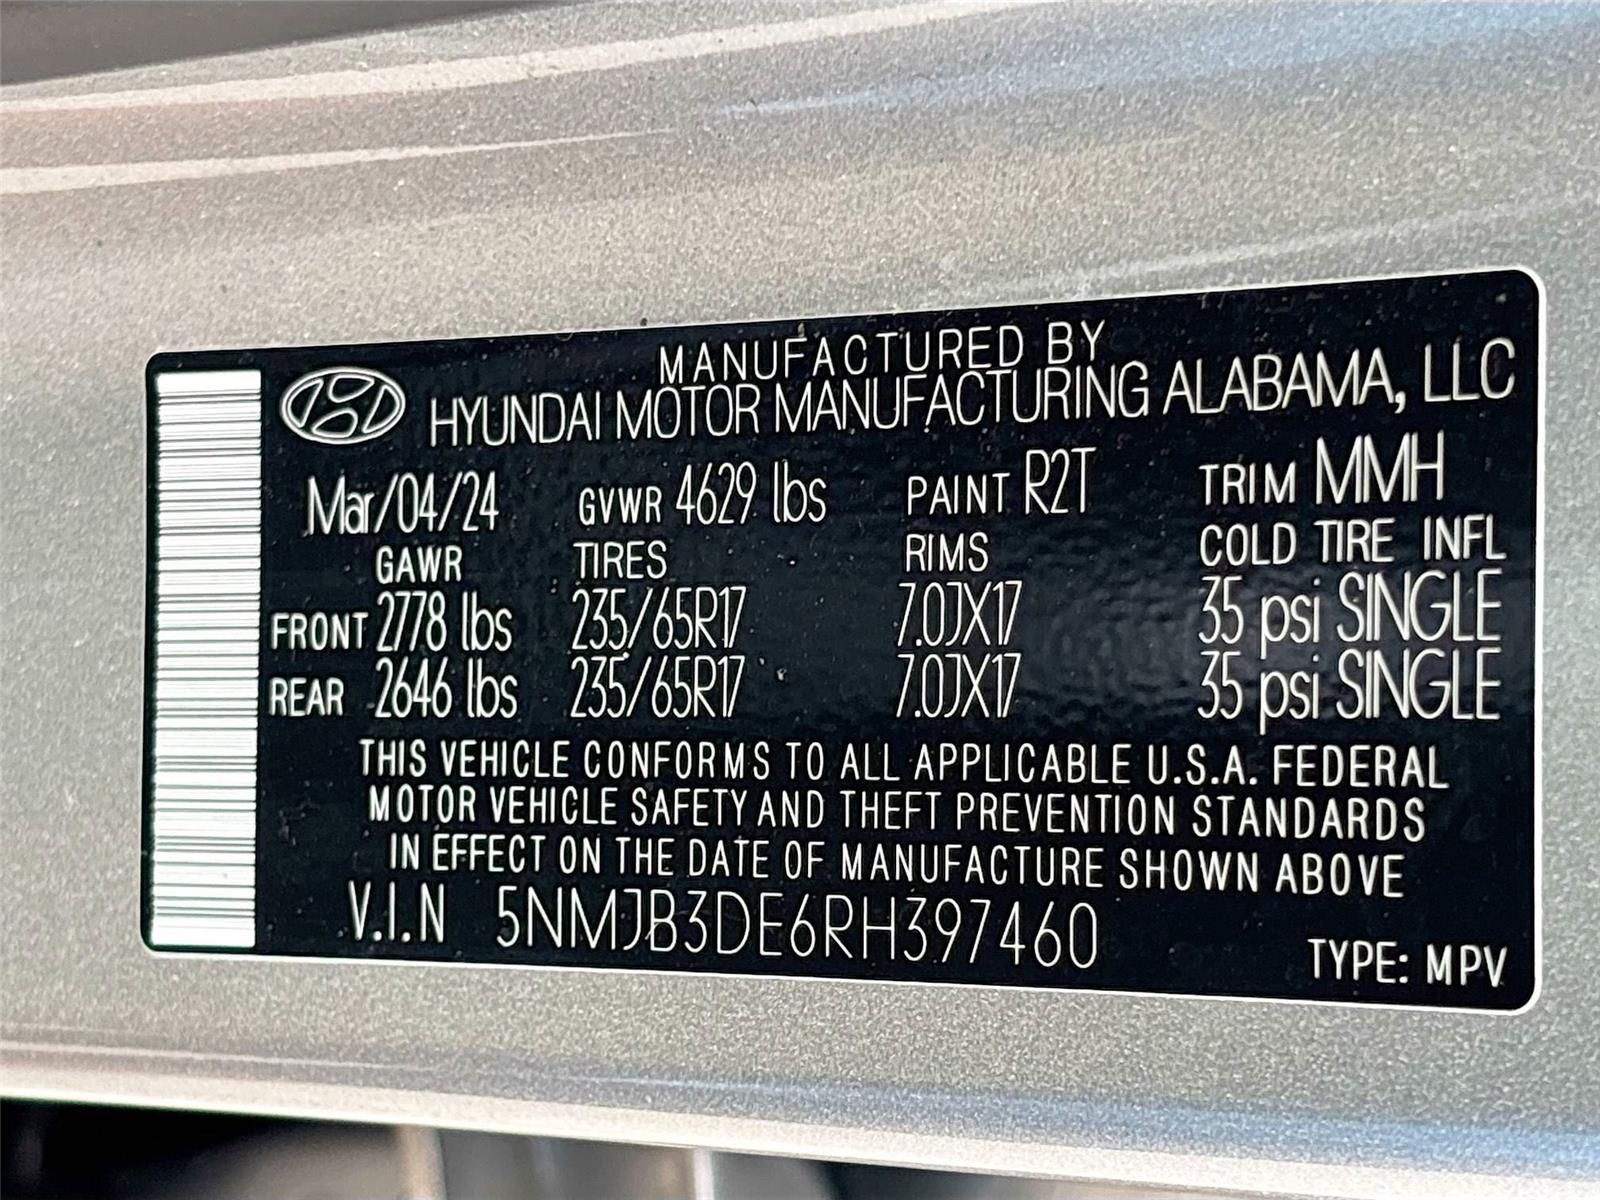 MANUFACTURED BY
HYUNDAI MOTOR MANUFACTURING ALABAMA, LLC
Mar/04/24 GVWR 4629 lbs PAINT R2T TRIM MMH
GAWR TIRES RIMS COLD TIRE INFL
FRONT 2778 lbs 235/65R17 7.0JX17 35 psi SINGLE
REAR 2646 lbs 235/65R17 7.0JX17 35 psi SINGLE
THIS VEHICLE CONFORMS TO ALL APPLICABLE U.S.A. FEDERAL
MOTOR VEHICLE SAFETY AND THEFT PREVENTION STANDARDS
IN EFFECT ON THE DATE OF MANUFACTURE SHOWN ABOVE
V.I.N 5NMJB3DE6RH397460
TYPE: MPV